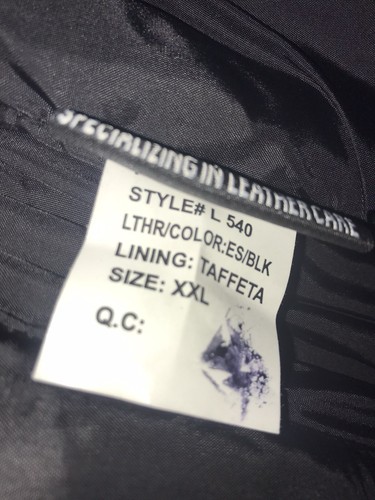 SPECIALIZING IN LEATHER CARE
STYLE# L 540
LTHR/COLOR:ES/BLK
LINING: TAFFETA
SIZE: XXL
Q.C: